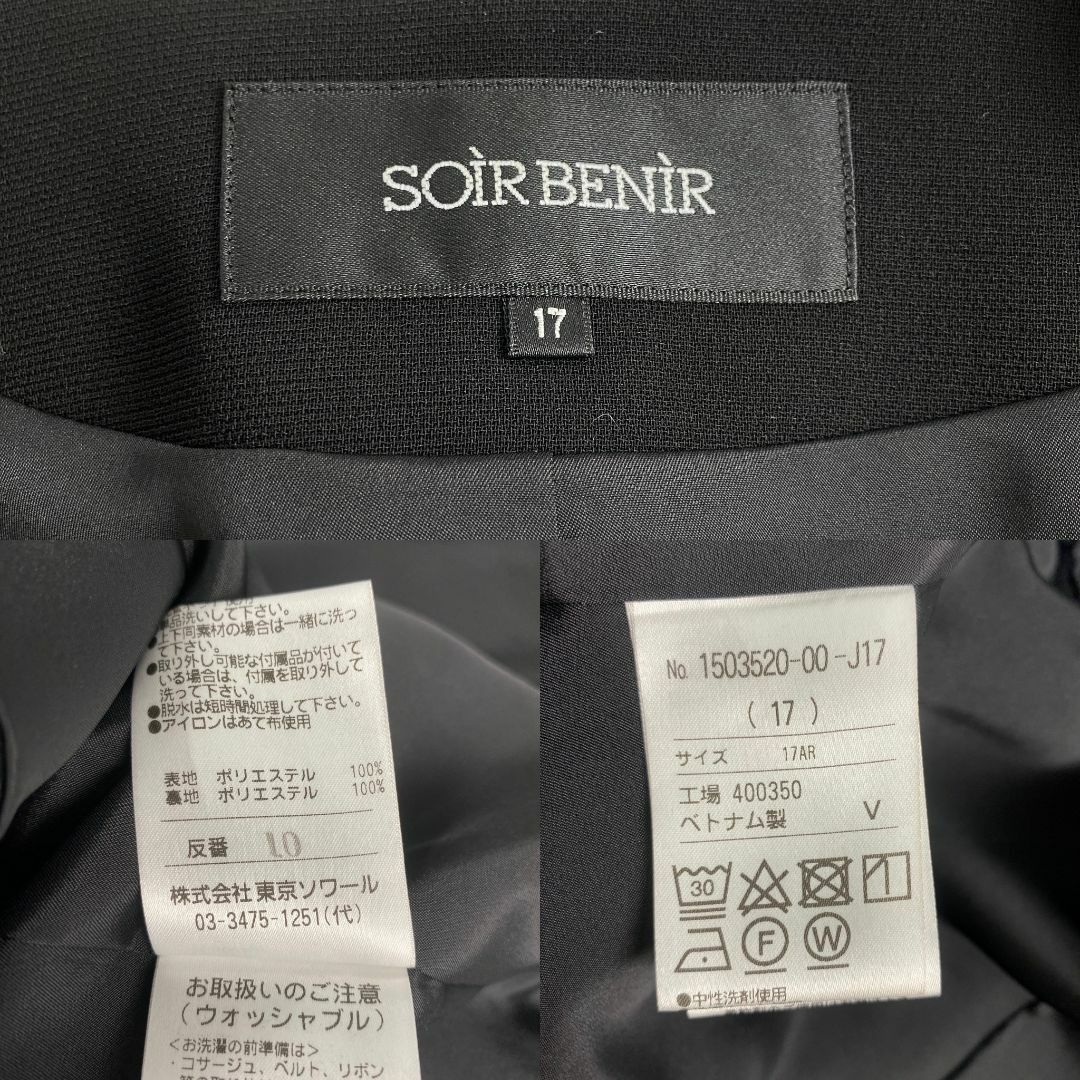 SOÌR BENÌR
17
品洗いして下さい。
上下同素材の場合は一緒に洗っ
て下さい。
●取り外し可能な付属品が付いて
いる場合は、付属を取り外して
洗って下さい。
●脱水は短時間処理して下さい。
●アイロンはあて布使用
表地 ポリエステル 100%
裏地 ポリエステル 100%
反番 10
株式会社東京ソワール
03-3475-1251(代)
お取扱いのご注意
(ウォッシャブル)
<お洗濯の前準備は>
・コサージュ、ベルト、リボン
No. 1503520-00-J17
(17)
サイズ 17AR
工場 400350
ベトナム製 V
30
F W
●中性洗剤使用